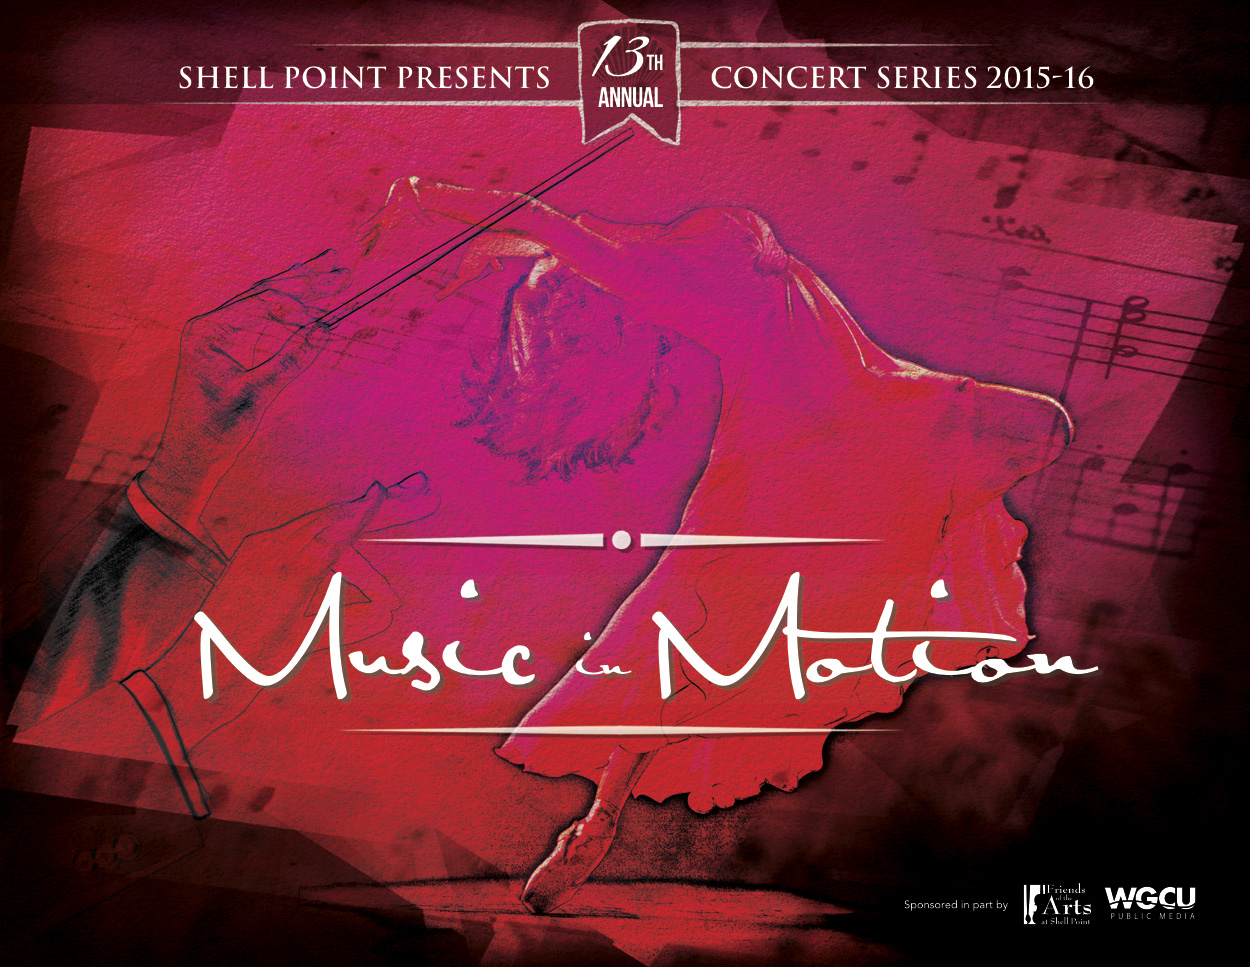 SHELL POINT PRESENTS
13TH
ANNUAL
CONCERT SERIES 2015-16
Music in Motion
Sponsored in part by
Friends
of the
Arts
at Shell Point
WGCU
PUBLIC MEDIA